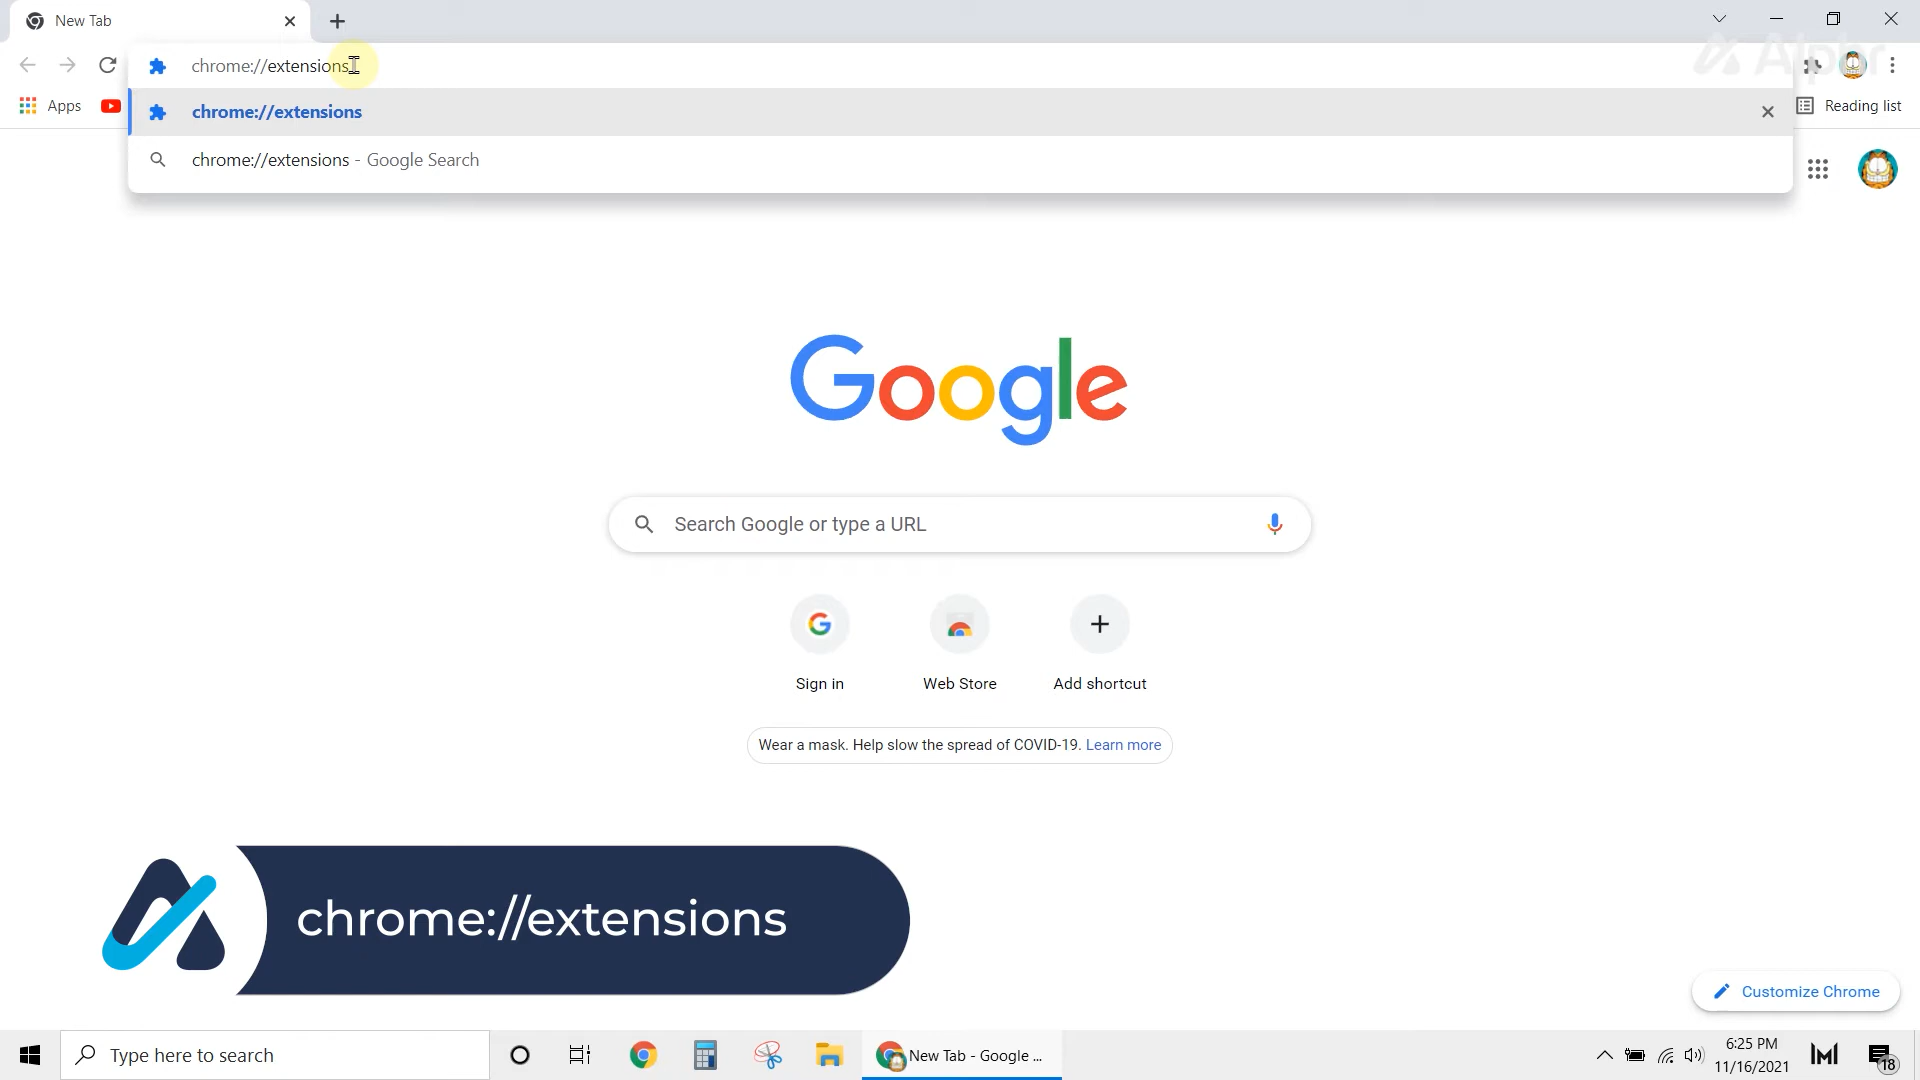 New Tab
Alphr
chrome://extensions
Apps
chrome://extensions
Reading list
chrome://extensions - Google Search
Google
Search Google or type a URL
Sign in
Web Store
Add shortcut
Wear a mask. Help slow the spread of COVID-19. Learn more
chrome://extensions
Customize Chrome
Type here to search
New Tab - Google ...
6:25 PM
11/16/2021
18